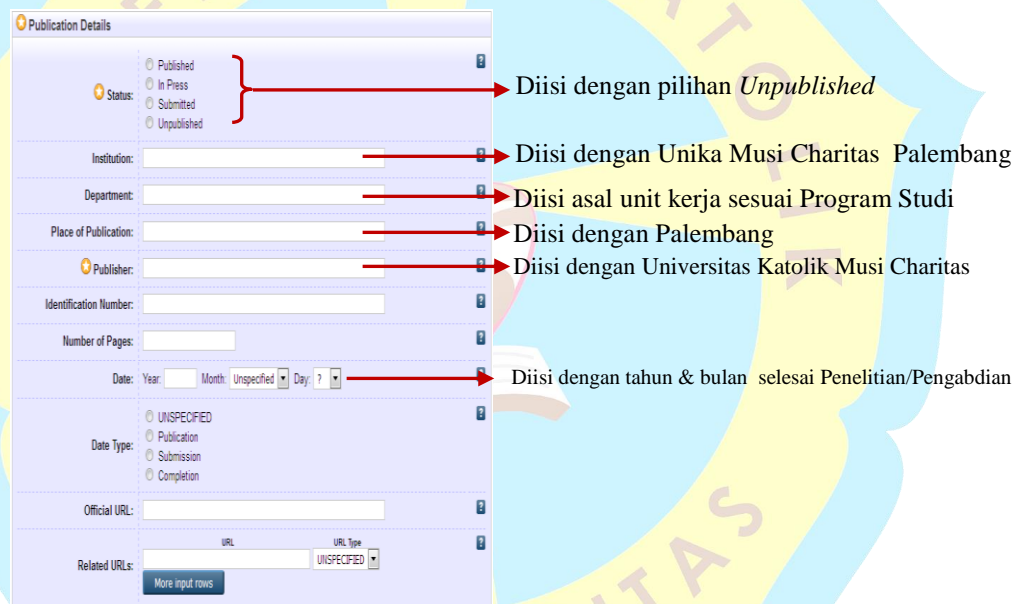 Publication Details
Published
In Press
Submitted
Unpublished
Status:
Diisi dengan pilihan Unpublished
Institution:
Diisi dengan Unika Musi Charitas Palembang
Department:
Diisi asal unit kerja sesuai Program Studi
Place of Publication:
Diisi dengan Palembang
Publisher:
Diisi dengan Universitas Katolik Musi Charitas
Identification Number:
Number of Pages:
Date: Year: Month: Unspecified Day: ?
Diisi dengan tahun & bulan selesai Penelitian/Pengabdian
Date Type:
UNSPECIFIED
Publication
Submission
Completion
Official URL:
Related URLs:
URL URL Type
UNSPECIFIED
More input rows
A T O L I K
I T A S